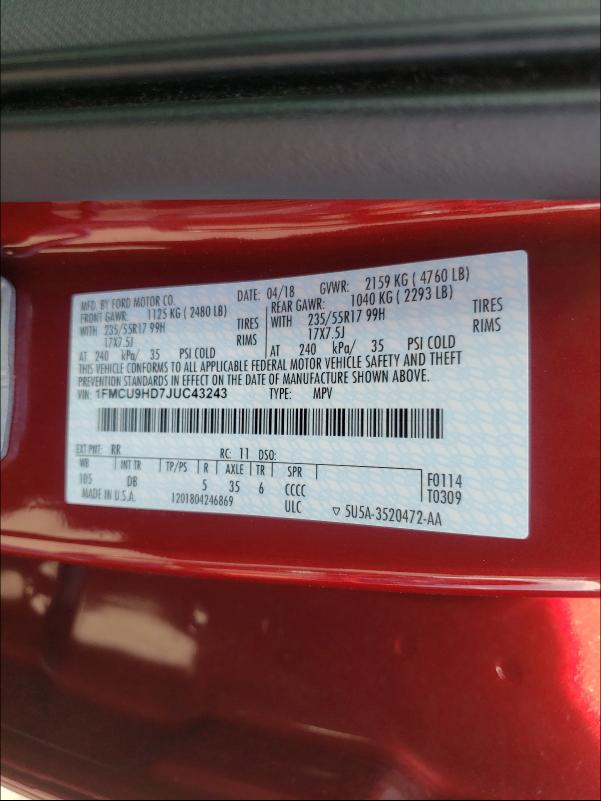 MFD. BY FORD MOTOR CO. DATE: 04/18 GVWR: 2159 KG ( 4760 LB)
FRONT GAWR: 1125 KG ( 2480 LB) REAR GAWR: 1040 KG ( 2293 LB)
WITH 235/55R17 99H TIRES WITH 235/55R17 99H TIRES
17X7.5J RIMS 17X7.5J RIMS
AT 240 kPa/ 35 PSI COLD AT 240 kPa/ 35 PSI COLD
THIS VEHICLE CONFORMS TO ALL APPLICABLE FEDERAL MOTOR VEHICLE SAFETY AND THEFT
PREVENTION STANDARDS IN EFFECT ON THE DATE OF MANUFACTURE SHOWN ABOVE.
VIN: 1FMCU9HD7JUC43243 TYPE: MPV
EXT PNT: RR RC: 11 DSO:
WB INT TR TP/PS R AXLE TR SPR F0114
105 DB 5 35 6 CCCC T0309
MADE IN U.S.A. 1201804246869 ULC ▽ 5U5A-3520472-AA